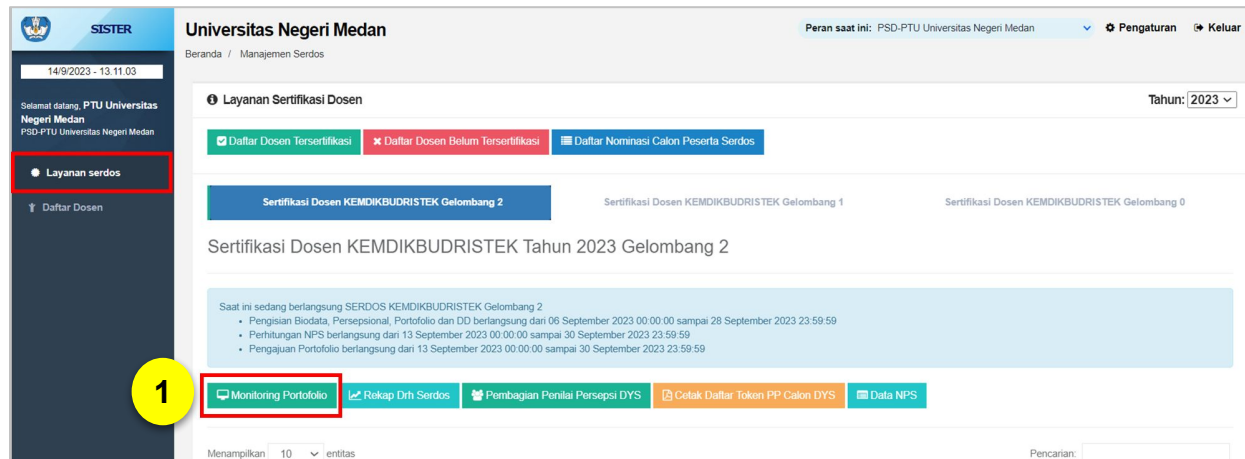 SISTER
Universitas Negeri Medan
Peran saat ini: PSD-PTU Universitas Negeri Medan
Pengaturan
Keluar
Beranda / Manajemen Serdos
14/9/2023 - 13.11.03
Selamat datang, PTU Universitas
Negeri Medan
PSD-PTU Universitas Negeri Medan
Layanan serdos
Daftar Dosen
Layanan Sertifikasi Dosen
Tahun: 2023
Daftar Dosen Tersertifikasi
Daftar Dosen Belum Tersertifikasi
Daftar Nominasi Calon Peserta Serdos
Sertifikasi Dosen KEMDIKBUDRISTEK Gelombang 2
Sertifikasi Dosen KEMDIKBUDRISTEK Gelombang 1
Sertifikasi Dosen KEMDIKBUDRISTEK Gelombang 0
Sertifikasi Dosen KEMDIKBUDRISTEK Tahun 2023 Gelombang 2
Saat ini sedang berlangsung SERDOS KEMDIKBUDRISTEK Gelombang 2
• Pengisian Biodata, Persepsional, Portofolio dan DD berlangsung dari 06 September 2023 00:00:00 sampai 28 September 2023 23:59:59
• Perhitungan NPS berlangsung dari 13 September 2023 00:00:00 sampai 30 September 2023 23:59:59
• Pengajuan Portofolio berlangsung dari 13 September 2023 00:00:00 sampai 30 September 2023 23:59:59
1
Monitoring Portofolio
Rekap Drh Serdos
Pembagian Penilai Persepsi DYS
Cetak Daftar Token PP Calon DYS
Data NPS
Menampilkan 10 entitas
Pencarian: